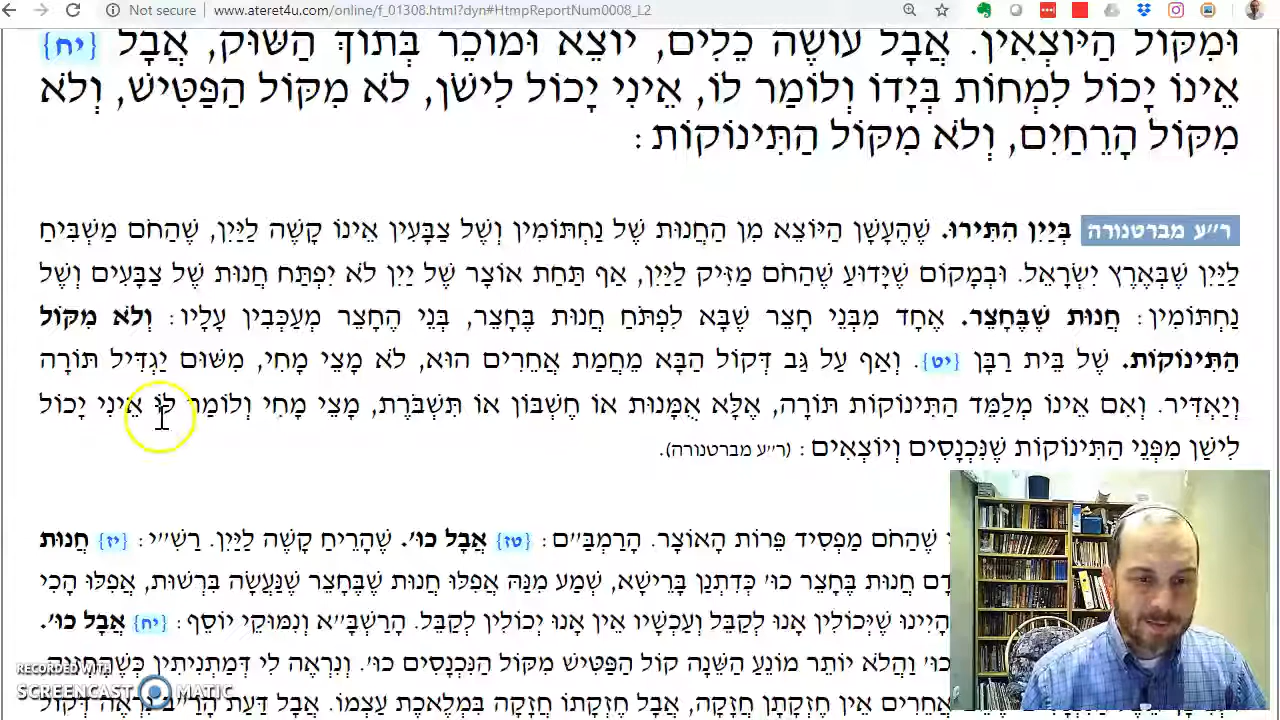 Not secure | www.ateret4u.com/online/f_01308.html?dyn#HtmpReportNum0008_L2
וּמִקּוֹל הַיּוֹצְאִין. אֲבָל עוֹשֶׂה כֵלִים, יוֹצֵא וּמוֹכֵר בְּתוֹךְ הַשּׁוּק, אֲבָל {יח}
אֵינוֹ יָכוֹל לִמְחוֹת בְּיָדוֹ וְלוֹמַר לוֹ, אֵינִי יָכוֹל לִישֹׁן, לֹא מִקּוֹל הַפַּטִּישׁ, וְלֹא
מִקּוֹל הָרֵחַיִם, וְלֹא מִקּוֹל הַתִּינוֹקוֹת:
ר״ע מברטנורה בְּיַיִן הִתִּירוּ. שֶׁהֶעָשָׁן הַיּוֹצֵא מִן הַחֲנוּת שֶׁל נַחְתּוֹמִין וְשֶׁל צַבָּעִין אֵינוֹ קָשֶׁה לַיַּיִן, שֶׁהַחֹם מַשְׁבִּיחַ
לַיַּיִן שֶׁבְּאֶרֶץ יִשְׂרָאֵל. וּבְמָקוֹם שֶׁיָּדוּעַ שֶׁהַחֹם מַזִּיק לַיַּיִן, אַף תַּחַת אוֹצָר שֶׁל יַיִן לֹא יִפְתַּח חֲנוּת שֶׁל צַבָּעִים וְשֶׁל
נַחְתּוֹמִין: חֲנוּת שֶׁבֶּחָצֵר. אֶחָד מִבְּנֵי חָצֵר שֶׁבָּא לִפְתֹּחַ חֲנוּת בֶּחָצֵר, בְּנֵי הֶחָצֵר מְעַכְּבִין עָלָיו: וְלֹא מִקּוֹל
הַתִּינוֹקוֹת. שֶׁל בֵּית רַבָּן {יט}. וְאַף עַל גַּב דְּקוֹל הַבָּא מֵחֲמַת אֲחֵרִים הוּא, לֹא מָצֵי מָחֵי, מִשּׁוּם יַגְדִּיל תּוֹרָה
וְיַאְדִּיר. וְאִם אֵינוֹ מְלַמֵּד הַתִּינוֹקוֹת תּוֹרָה, אֶלָּא אֻמָּנוּת אוֹ חֶשְׁבּוֹן אוֹ תִּשְׁבֹּרֶת, מָצֵי מָחֵי וְלוֹמַר לוֹ אֵינִי יָכוֹל
לִישַׁן מִפְּנֵי הַתִּינוֹקוֹת שֶׁנִּכְנָסִים וְיוֹצְאִים: (ר״ע מברטנורה).
שֶׁהַחֹם מַפְסִיד פֵּרוֹת הָאוֹצָר. הָרַמְבַּ״ם: {טז} אֲבָל כוּ׳. שֶׁהָרֵיחַ קָשֶׁה לַיַּיִן. רַשִׁ״י: {יז} חֲנוּת
חֲנוּת בֶּחָצֵר כוּ׳ כְּדִתְנַן בָּרֵישָׁא, שְׁמַע מִנַּהּ אֲפִלּוּ חֲנוּת שֶׁבֶּחָצֵר שֶׁנַּעֲשָׂה בִּרְשׁוּת, אֲפִלּוּ הָכִי
הָיִינוּ שֶׁיְּכוֹלִין אָנוּ לְקַבֵּל וְעַכְשָׁיו אֵין אָנוּ יְכוֹלִין לְקַבֵּל. הָרַשְׁבָּ״א וְנִמּוּקֵי יוֹסֵף: {יח} אֲבָל כוּ׳.
כוּ׳ וַהֲלֹא יוֹתֵר מוֹנֵעַ הַשֵּׁנָה קוֹל הַפַּטִּישׁ מִקּוֹל הַנִּכְנָסִים כוּ׳. וְנִרְאֶה לִי דְּמַתְנִיתִין
אֵין חֶזְקָתָן חֲזָקָה, אֲבָל חֶזְקָתוֹ חֲזָקָה בִּמְלֶאכֶת עַצְמוֹ. אֲבָל דַּעַת הָרַ״ב נִרְאֶה דְּקוֹל
RECORDED WITH
SCREENCAST MATIC